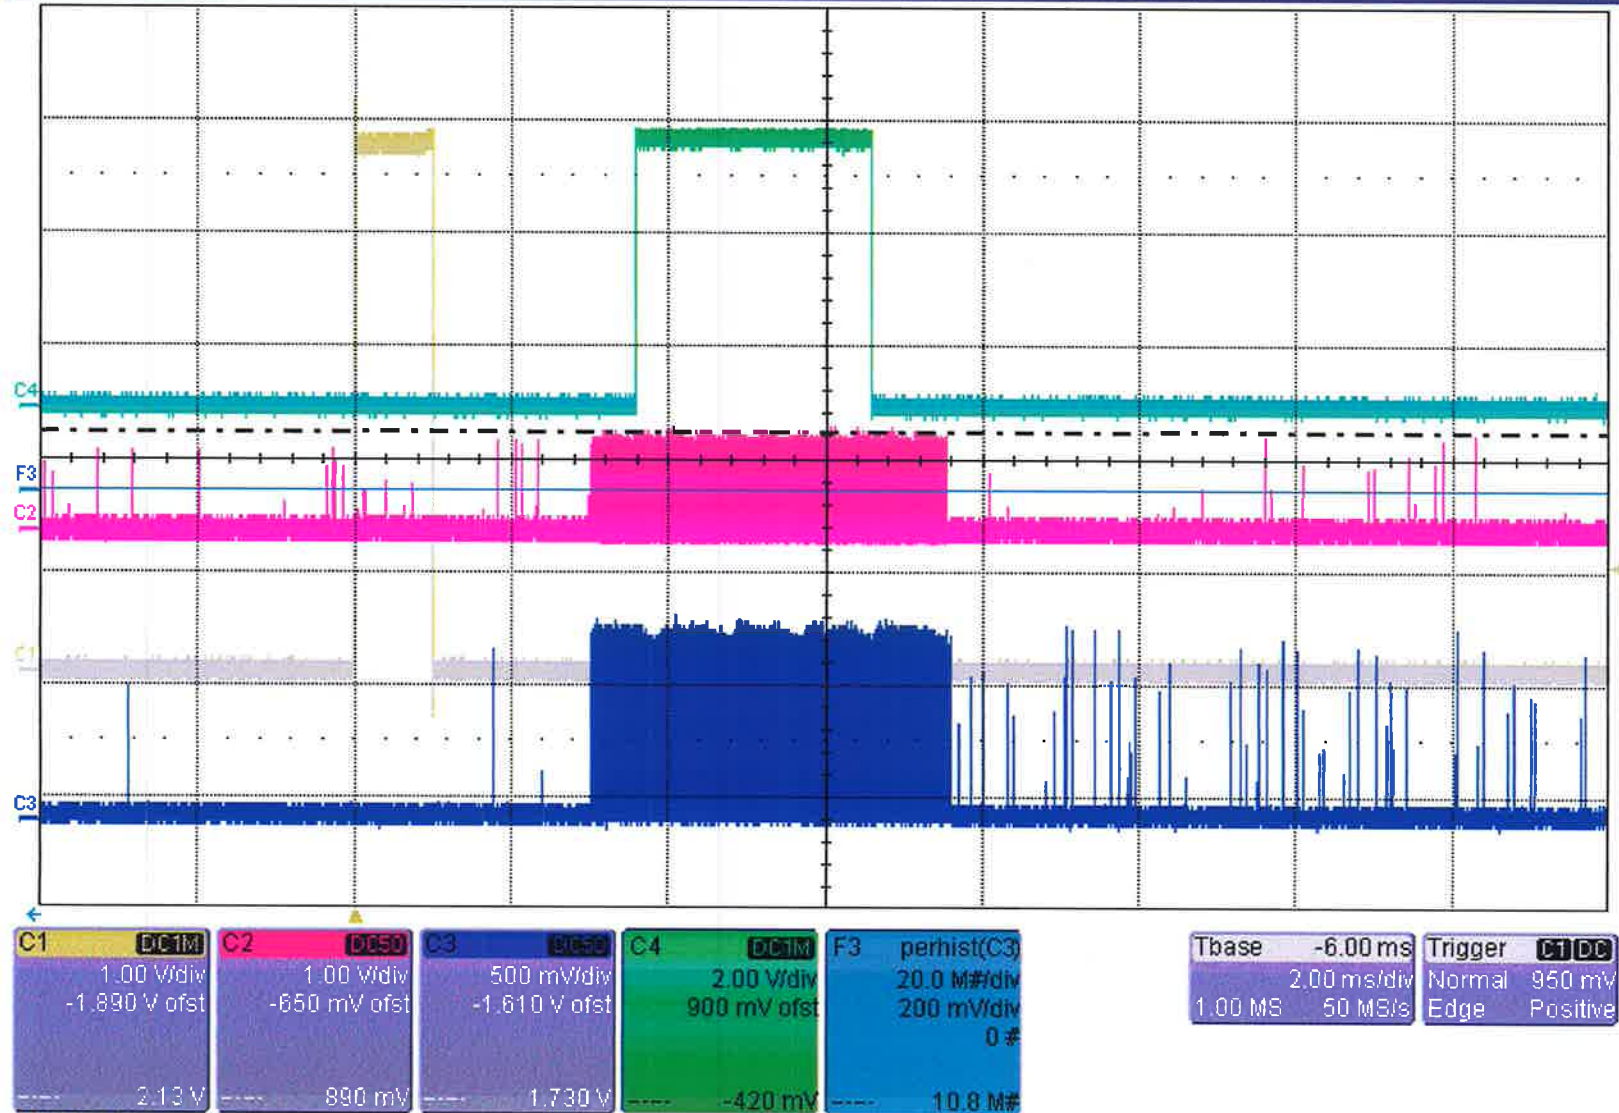 C4
F3
C2
C1
C3
C1 DC1M
1.00 V/div
-1.890 V ofst
---- 2.13 V
C2 DC50
1.00 V/div
-650 mV ofst
---- 890 mV
C3 DC50
500 mV/div
-1.610 V ofst
---- 1.730 V
C4 DC1M
2.00 V/div
900 mV ofst
---- -420 mV
F3 perhist(C3)
20.0 M#/div
200 mV/div
0 #
---- 10.8 M#
Tbase -6.00 ms
2.00 ms/div
1.00 MS 50 MS/s
Trigger C1 DC
Normal 950 mV
Edge Positive